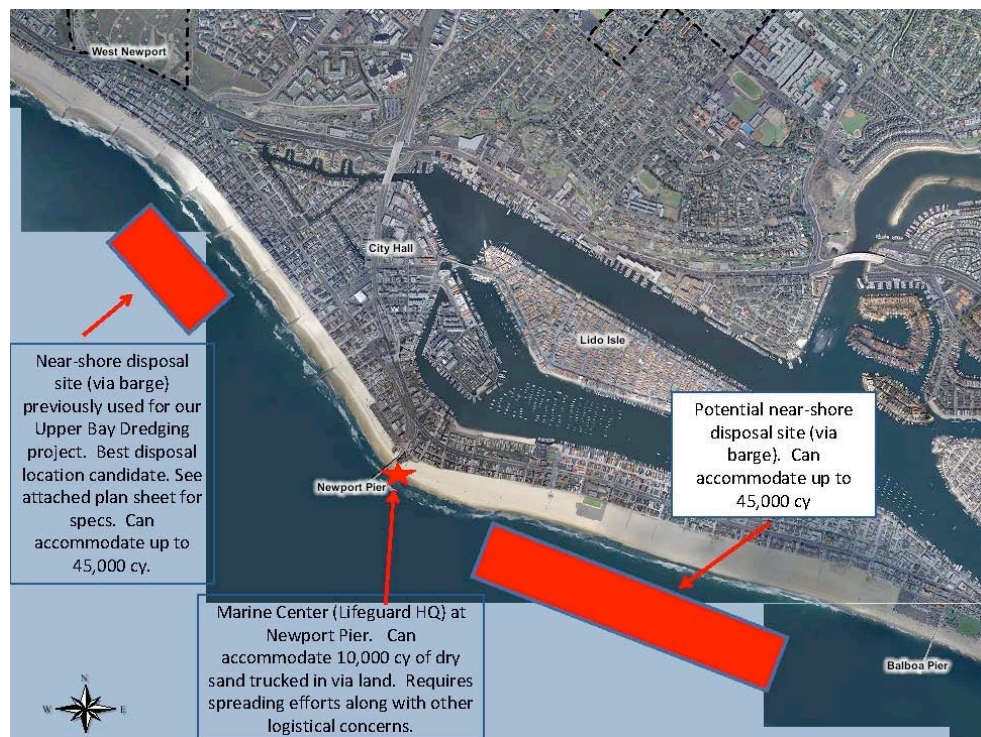 West Newport
City Hall
Lido Isle
Near-shore disposal
site (via barge)
previously used for our
Upper Bay Dredging
project. Best disposal
location candidate. See
attached plan sheet for
specs. Can
accommodate up to
45,000 cy.
Potential near-shore
disposal site (via
barge). Can
accommodate up to
45,000 cy
Newport Pier
Marine Center (Lifeguard HQ) at
Newport Pier. Can
accommodate 10,000 cy of dry
sand trucked in via land. Requires
spreading efforts along with other
logistical concerns.
Balboa Pier
N
W
E
S